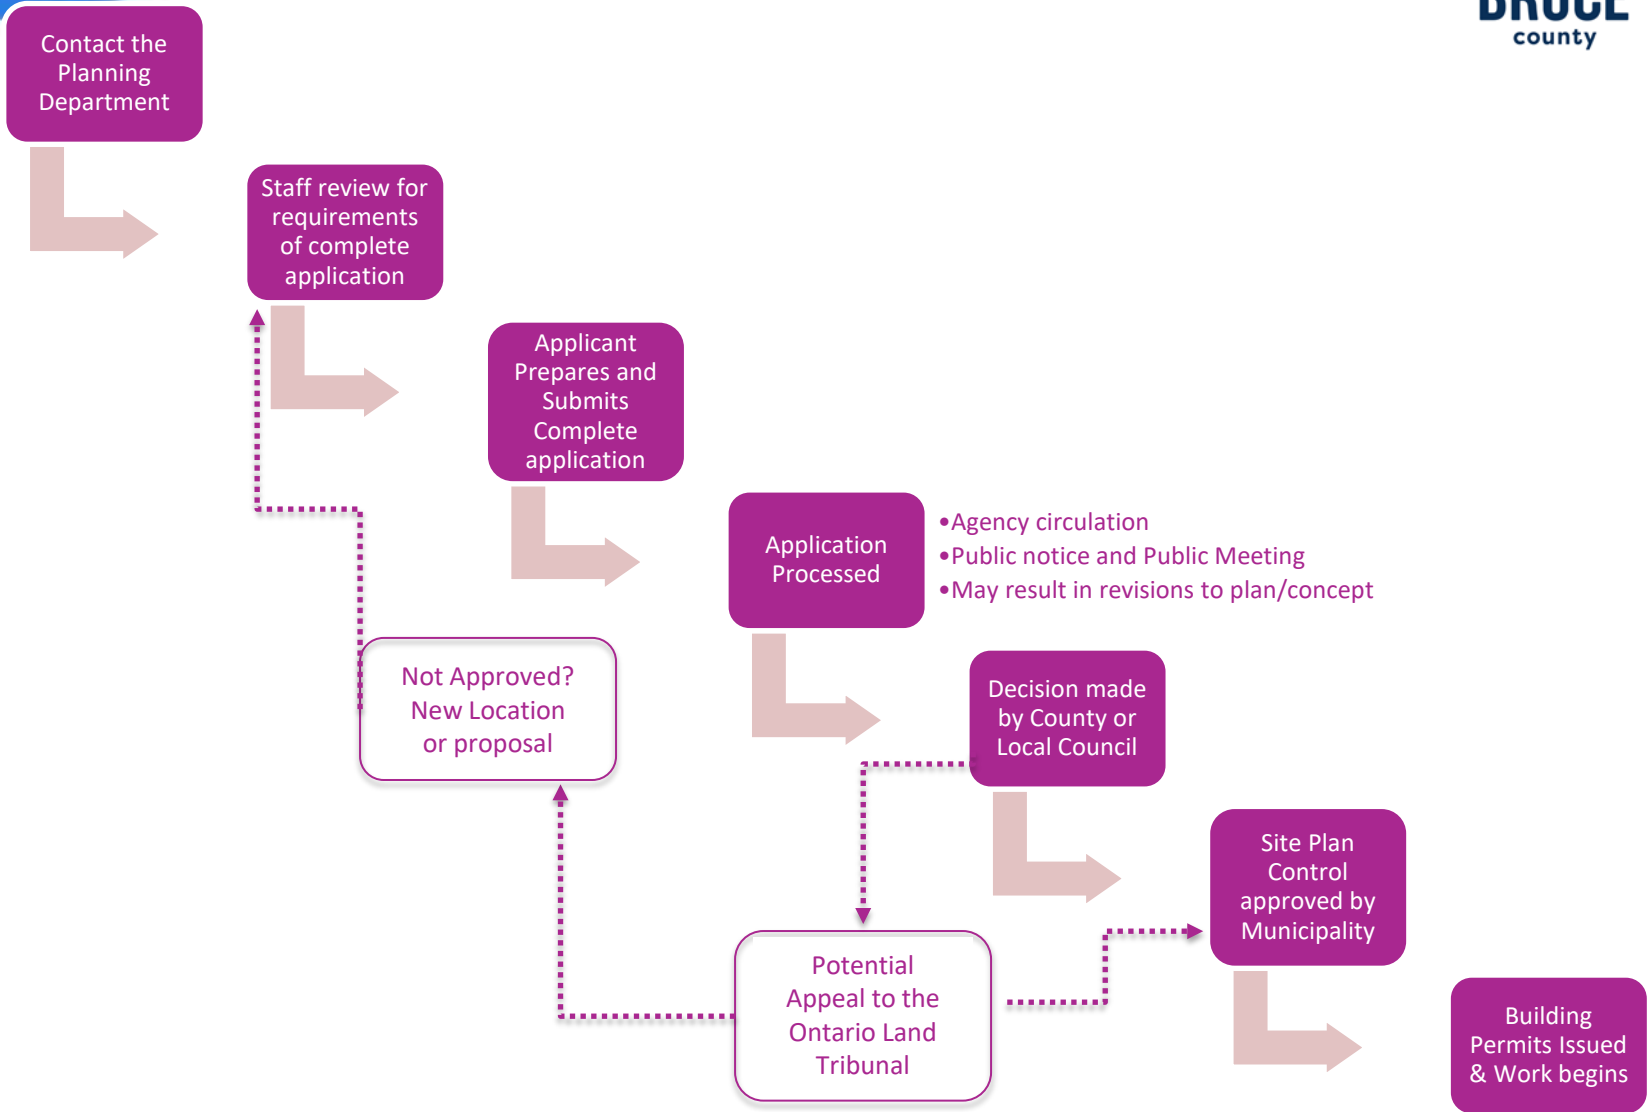 BRUCE
county
Contact the
Planning
Department
Staff review for
requirements
of complete
application
Applicant
Prepares and
Submits
Complete
application
Application
Processed
•Agency circulation
•Public notice and Public Meeting
•May result in revisions to plan/concept
Not Approved?
New Location
or proposal
Decision made
by County or
Local Council
Site Plan
Control
approved by
Municipality
Potential
Appeal to the
Ontario Land
Tribunal
Building
Permits Issued
& Work begins